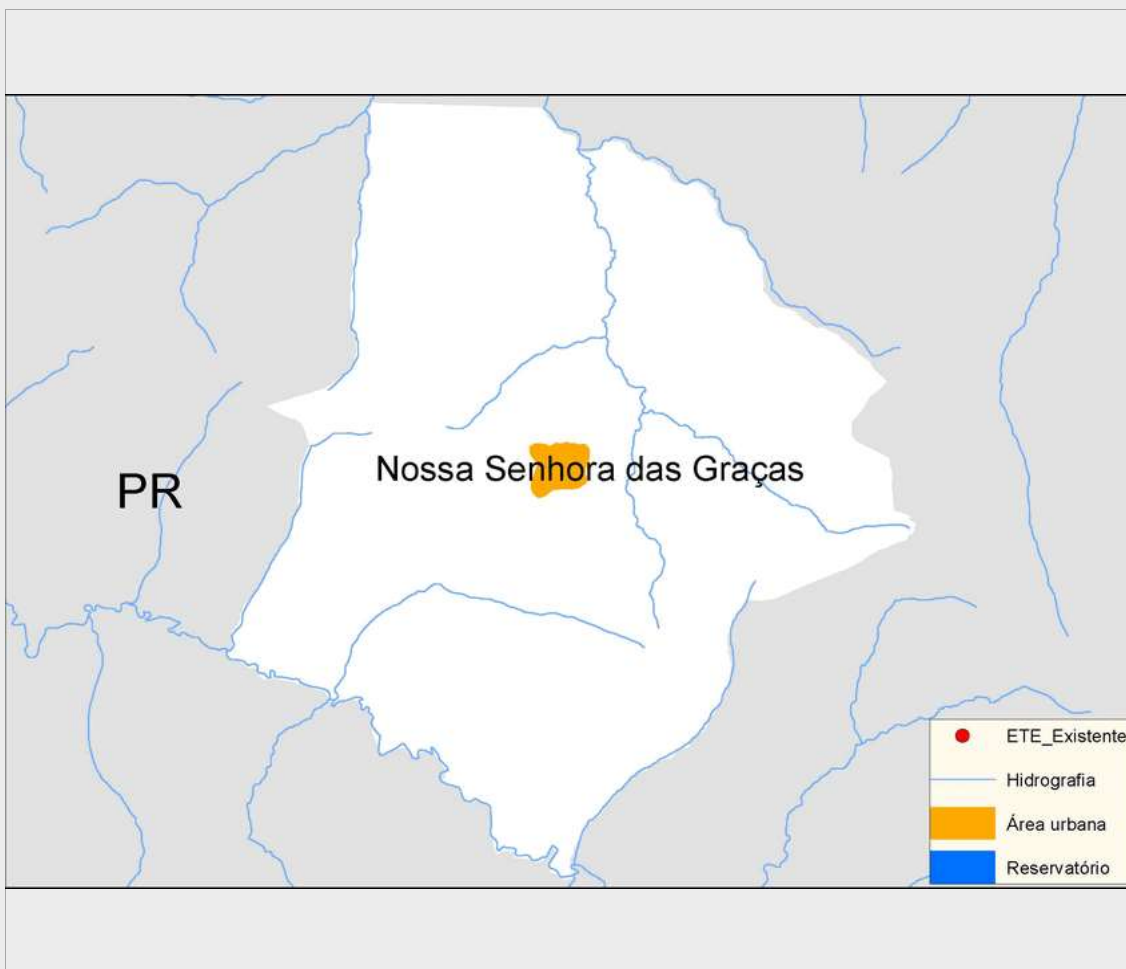 Nossa Senhora das Graças
PR
ETE_Existente
Hidrografia
Área urbana
Reservatório